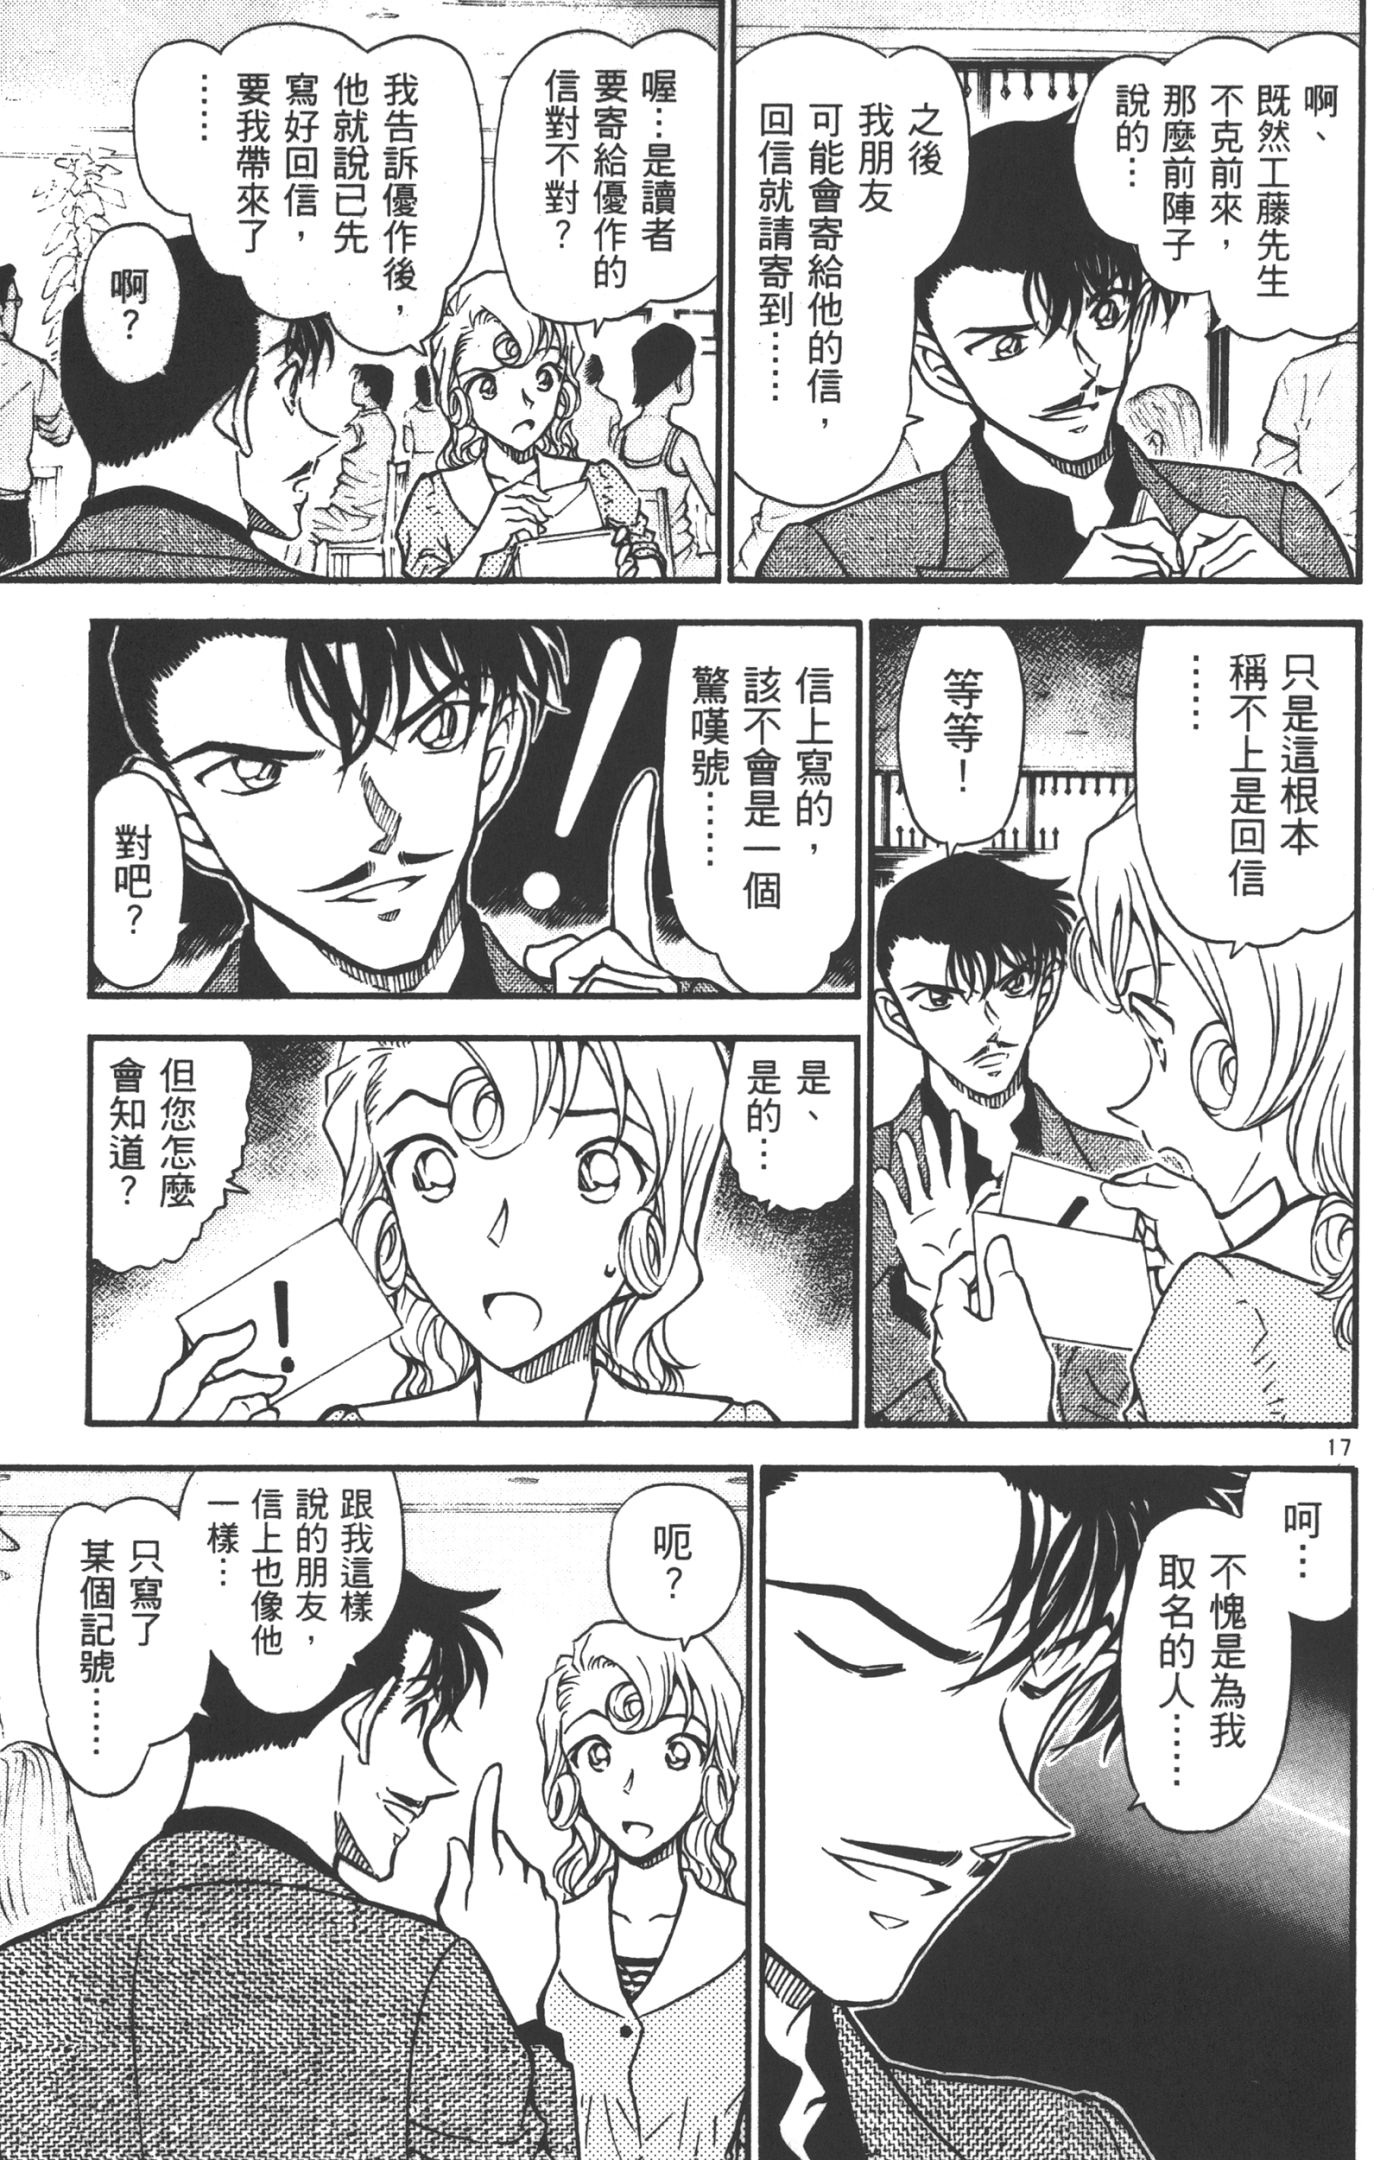 啊、
既然工藤先生
不克前來，
那麼前陣子
說的…
之後
我朋友
可能會寄給他的信，
回信就請寄到……
喔…是讀者
要寄給優作的
信對不對？
我告訴優作後，
他就說已先
寫好回信，
要我帶來了
……
啊？
只是這根本
稱不上是回信
……
等等！
!
信上寫的，
該不會是一個
驚嘆號……
!
對吧？
是、
是的…
但您怎麼
會知道？
!
17
呵…
不愧是為我
取名的人……
呃？
跟我這樣
說的朋友，
信上也像他
一樣…
只寫了
某個記號……